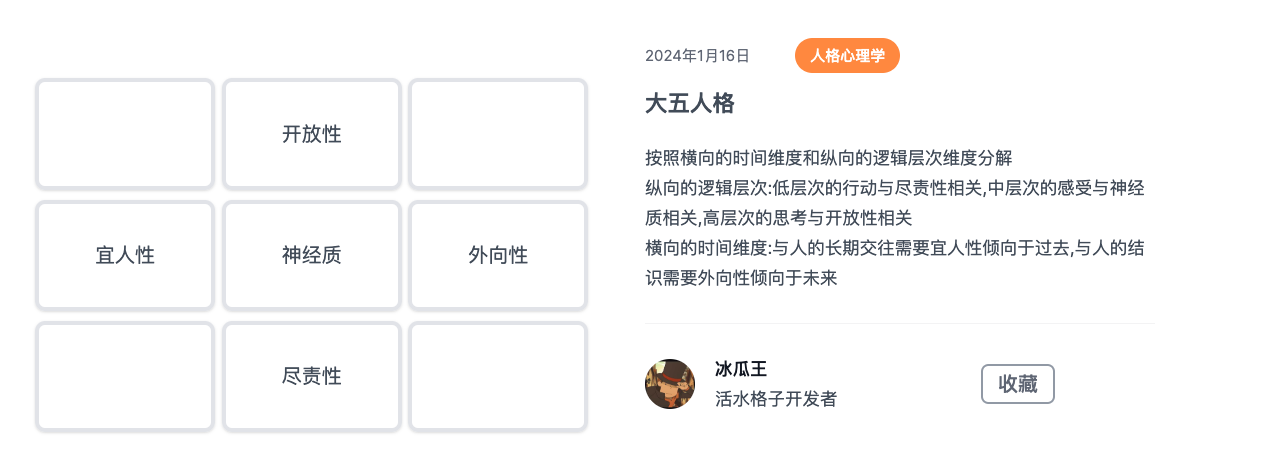 开放性
宜人性
神经质
外向性
尽责性
2024年1月16日
人格心理学
大五人格
按照横向的时间维度和纵向的逻辑层次维度分解
纵向的逻辑层次:低层次的行动与尽责性相关,中层次的感受与神经
质相关,高层次的思考与开放性相关
横向的时间维度:与人的长期交往需要宜人性倾向于过去,与人的结
识需要外向性倾向于未来
冰瓜王
活水格子开发者
收藏